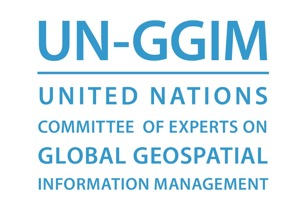 UN-GGIM
UNITED NATIONS
COMMITTEE OF EXPERTS ON
GLOBAL GEOSPATIAL
INFORMATION MANAGEMENT